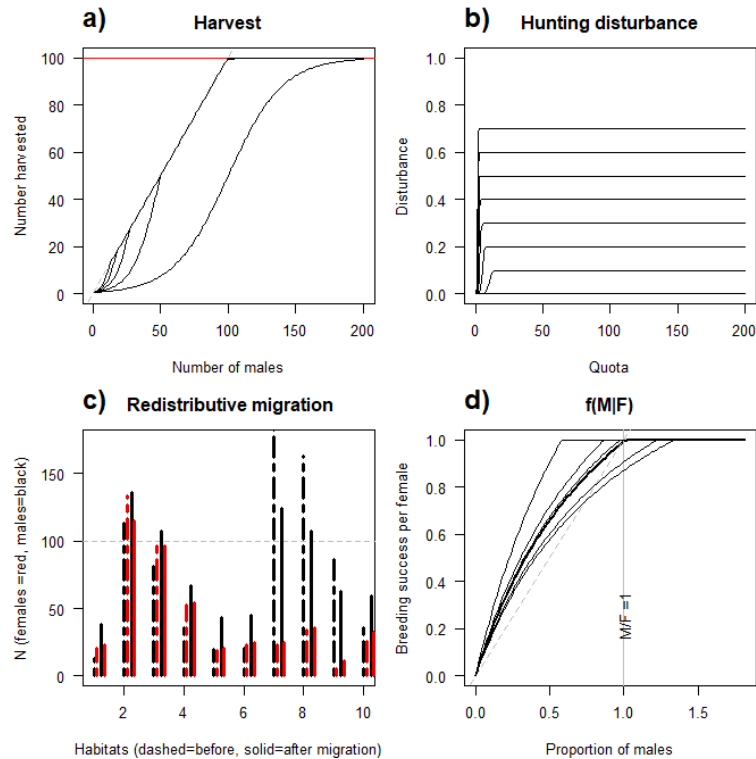 a) Harvest
Number harvested
100
80
60
40
20
0
0 50 100 150 200
Number of males
b) Hunting disturbance
Disturbance
1.0
0.8
0.6
0.4
0.2
0.0
0 50 100 150 200
Quota
c) Redistributive migration
N (females =red, males=black)
150
100
50
0
2 4 6 8 10
Habitats (dashed=before, solid=after migration)
d) f(M|F)
Breeding success per female
1.0
0.8
0.6
0.4
0.2
0.0
M/F =1
0.0 0.5 1.0 1.5
Proportion of males